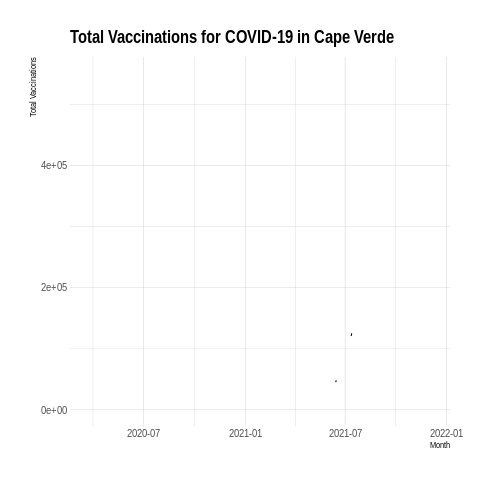 Total Vaccinations for COVID-19 in Cape Verde
Total Vaccinations
4e+05
2e+05
0e+00
2020-07 2021-01 2021-07 2022-01
Month